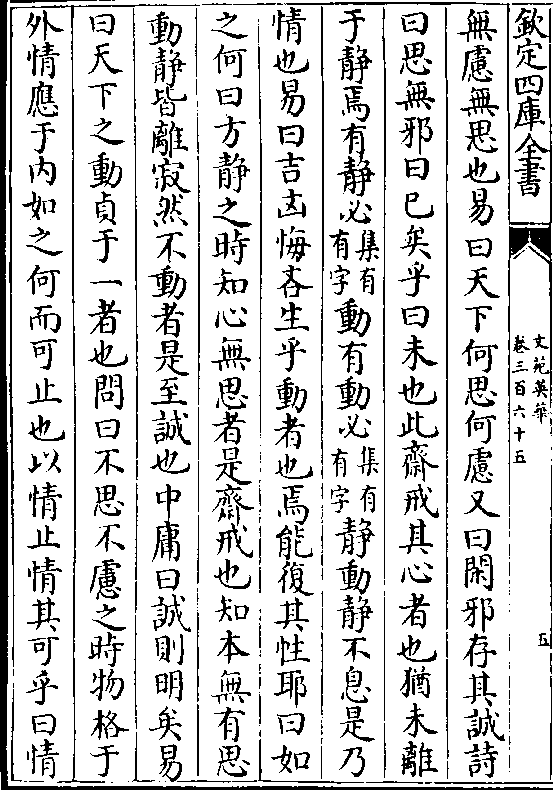 欽定四庫全書
文苑英華
卷三百六十五
五
無慮無思也易曰天下何思何慮又曰閑邪存其誠詩
曰思無邪曰已矣乎曰未也此齋戒其心者也猶未離
于静焉有静必集有有字動有動必集有有字静動静不息是乃
情也易曰吉凶悔吝生乎動者也焉能復其性耶曰如
之何曰方静之時知心無思者是齋戒也知本無有思
動静皆離寂然不動者是至誠也中庸曰誠則明矣易
曰天下之動貞于一者也問曰不思不慮之時物格于
外情應于内如之何而可止也以情止情其可乎曰情